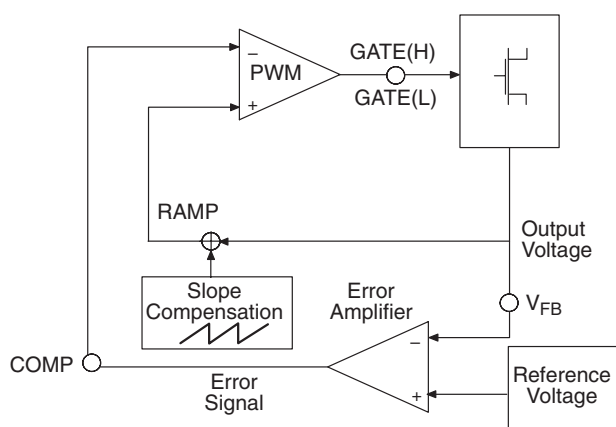 GATE(H)
−
PWM
+
GATE(L)
RAMP
Output
Voltage
Slope
Compensation
Error
Amplifier
VFB
−
COMP
Error
Signal
+
Reference
Voltage